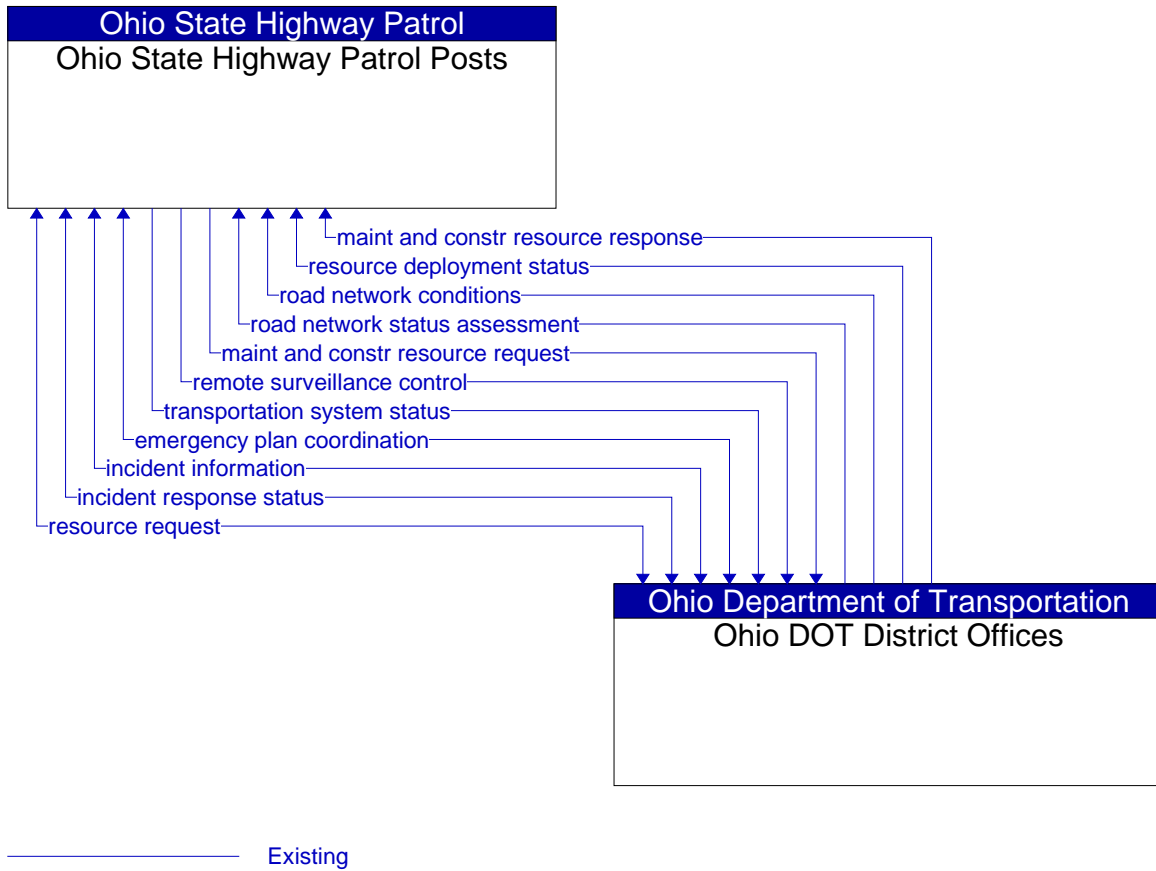 Ohio State Highway Patrol
Ohio State Highway Patrol Posts
maint and constr resource response
resource deployment status
road network conditions
road network status assessment
maint and constr resource request
remote surveillance control
transportation system status
emergency plan coordination
incident information
incident response status
resource request
Ohio Department of Transportation
Ohio DOT District Offices
Existing